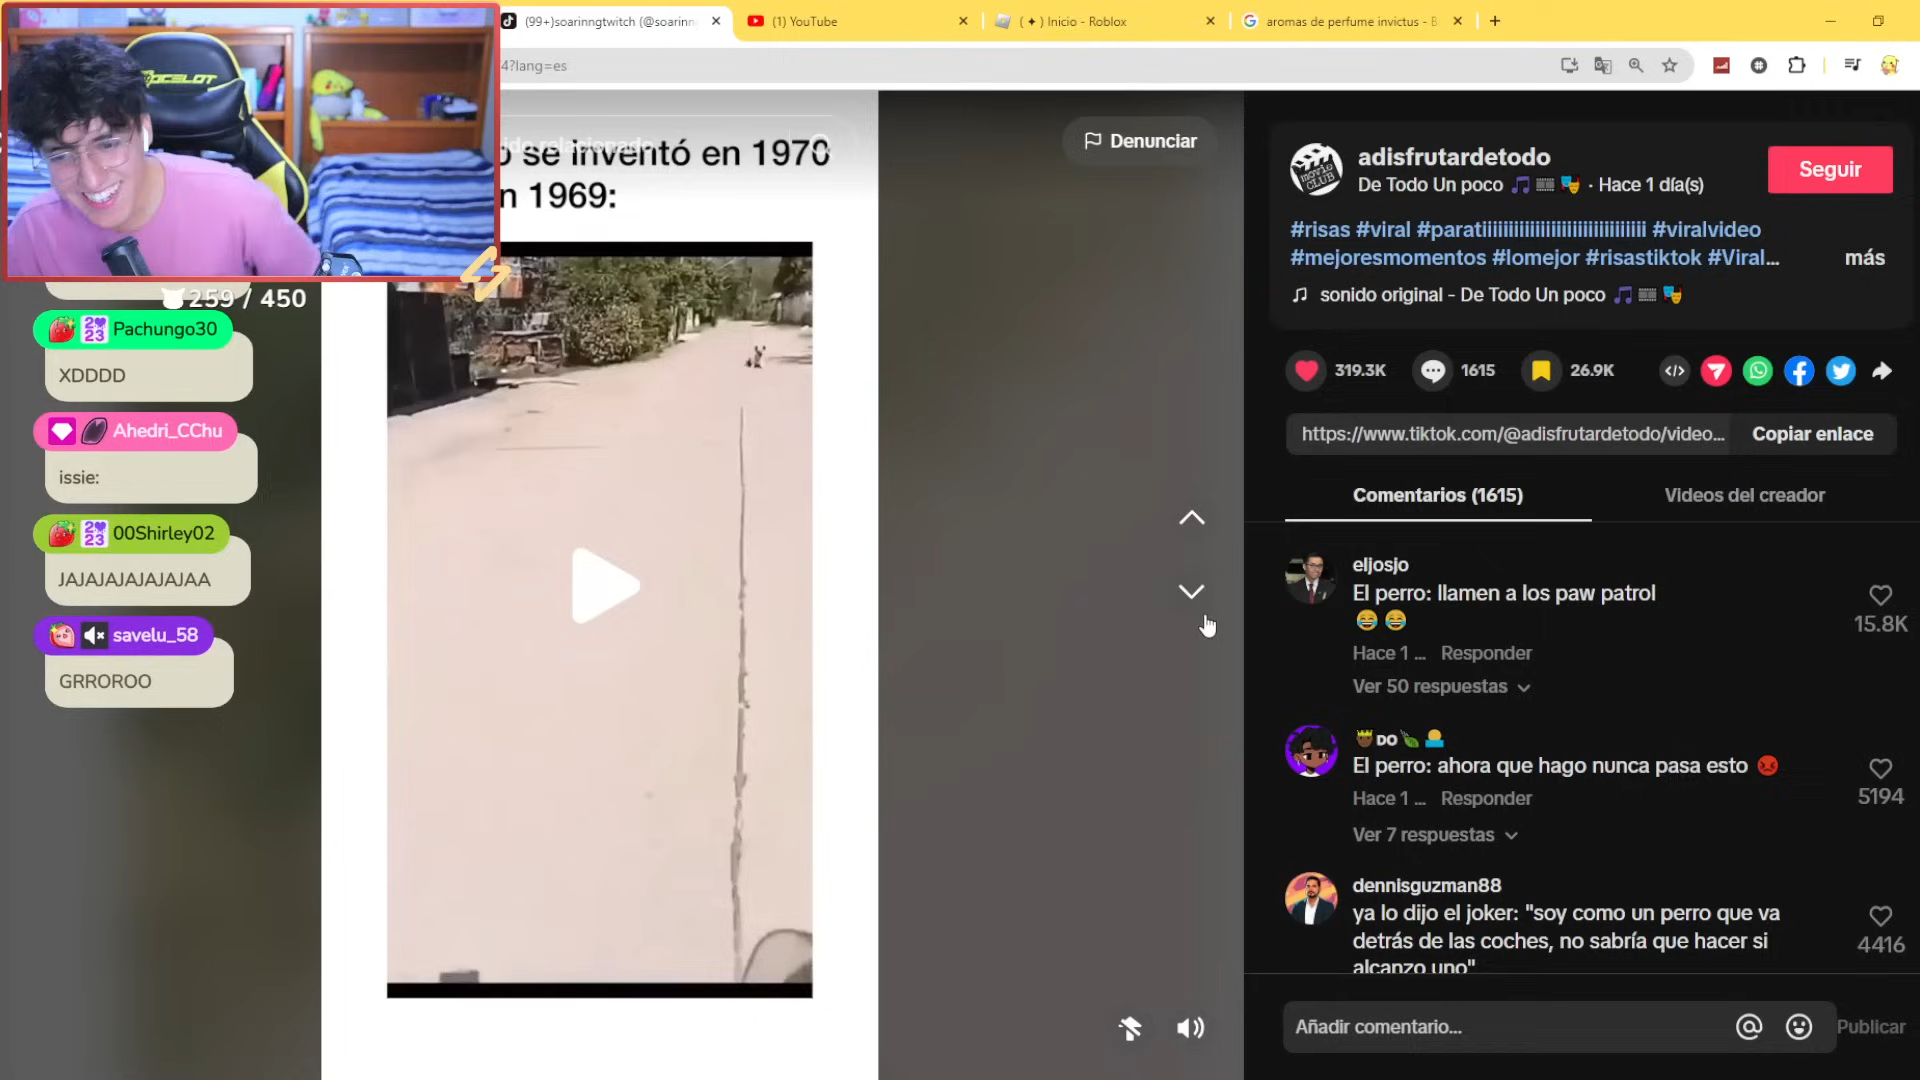 (99+)soarinngtwitch (@soarinn
(1) YouTube
( ✦ ) Inicio - Roblox
aromas de perfume invictus - B
4?lang=es
OCELOT
259 / 450
Pachungo30
XDDDD
Ahedri_CChu
issie:
00Shirley02
JAJAJAJAJAJAJAA
savelu_58
GRROROO
o se inventó en 1970
n 1969:
Denunciar
movie CLUB
adisfrutardetodo
De Todo Un poco 🎵🎞🎭 · Hace 1 día(s)
Seguir
#risas #viral #paratiiiiiiiiiiiiiiiiiiiiiiiiiiiiiii #viralvideo
#mejoresmomentos #lomejor #risastiktok #Viral...
más
sonido original - De Todo Un poco 🎵🎞🎭
319.3K
1615
26.9K
https://www.tiktok.com/@adisfrutardetodo/video...
Copiar enlace
Comentarios (1615)
Videos del creador
eljosjo
El perro: llamen a los paw patrol
😂😂
15.8K
Hace 1 ...
Responder
Ver 50 respuestas
DO
El perro: ahora que hago nunca pasa esto 😡
5194
Hace 1 ...
Responder
Ver 7 respuestas
dennisguzman88
ya lo dijo el joker: "soy como un perro que va
detrás de las coches, no sabría que hacer si
alcanzo uno"
4416
Añadir comentario...
Publicar